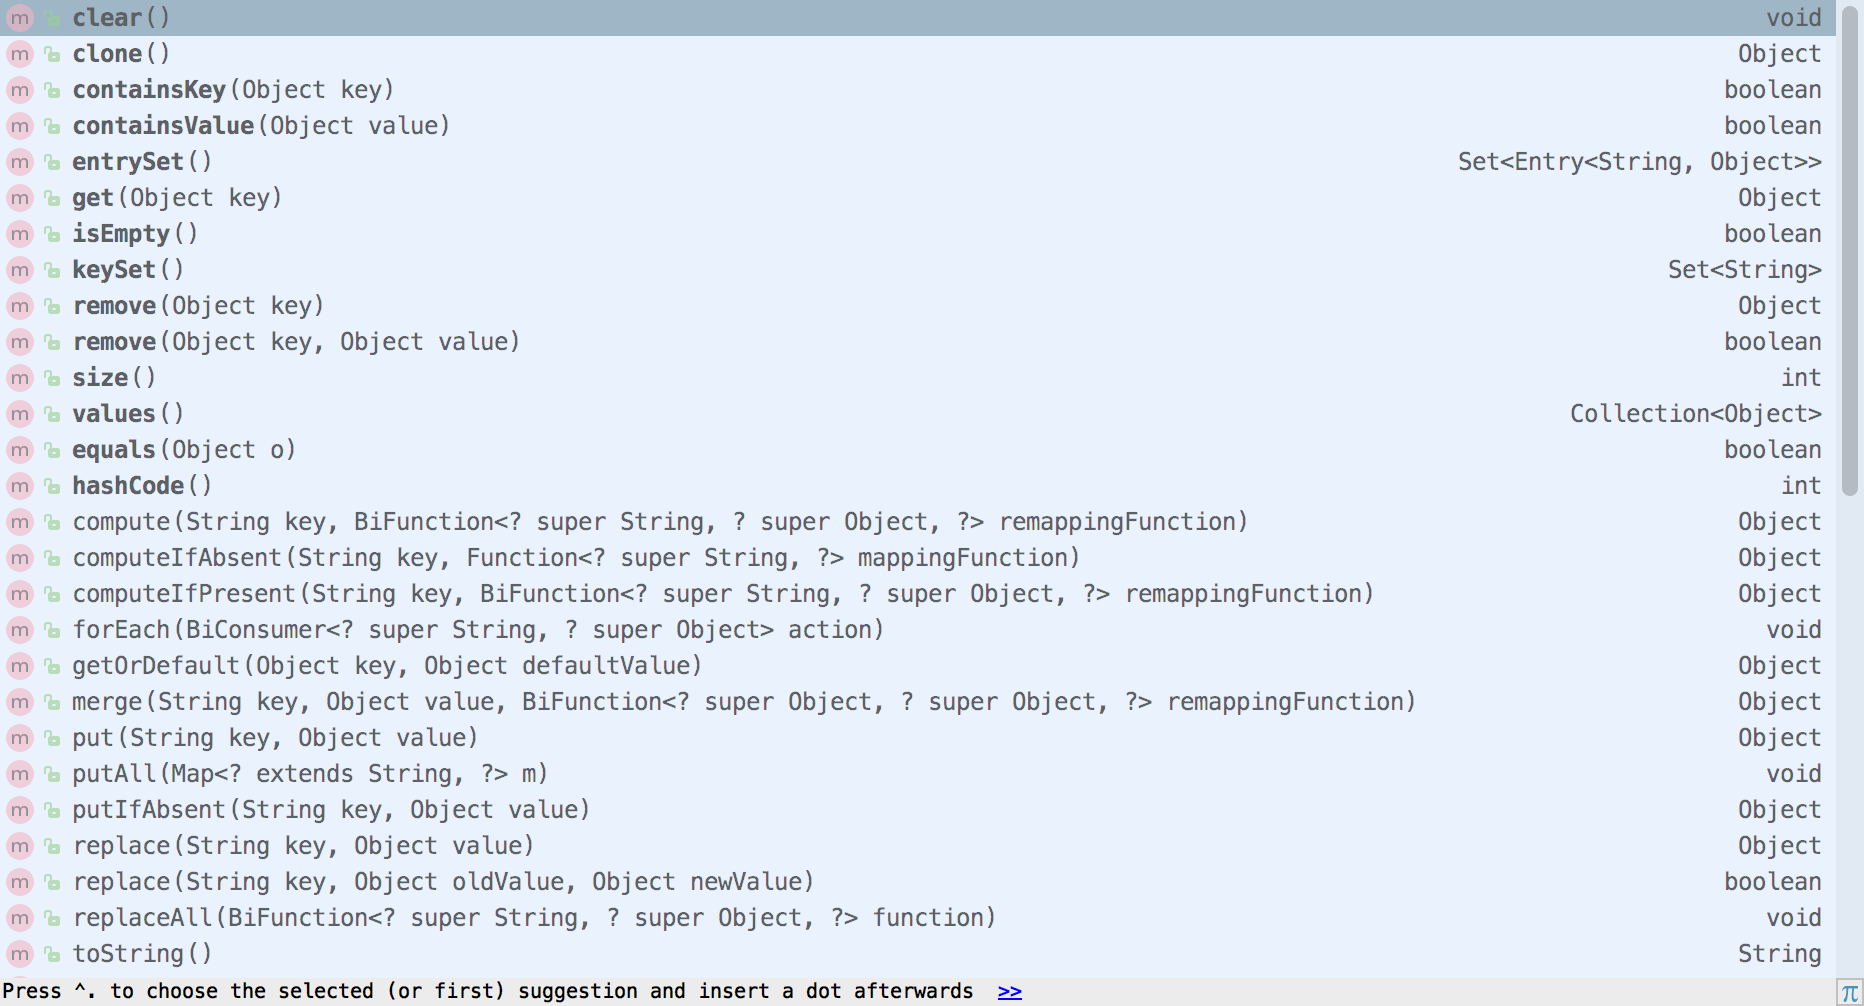 m clear() void
m clone() Object
m containsKey(Object key) boolean
m containsValue(Object value) boolean
m entrySet() Set<Entry<String, Object>>
m get(Object key) Object
m isEmpty() boolean
m keySet() Set<String>
m remove(Object key) Object
m remove(Object key, Object value) boolean
m size() int
m values() Collection<Object>
m equals(Object o) boolean
m hashCode() int
m compute(String key, BiFunction<? super String, ? super Object, ?> remappingFunction) Object
m computeIfAbsent(String key, Function<? super String, ?> mappingFunction) Object
m computeIfPresent(String key, BiFunction<? super String, ? super Object, ?> remappingFunction) Object
m forEach(BiConsumer<? super String, ? super Object> action) void
m getOrDefault(Object key, Object defaultValue) Object
m merge(String key, Object value, BiFunction<? super Object, ? super Object, ?> remappingFunction) Object
m put(String key, Object value) Object
m putAll(Map<? extends String, ?> m) void
m putIfAbsent(String key, Object value) Object
m replace(String key, Object value) Object
m replace(String key, Object oldValue, Object newValue) boolean
m replaceAll(BiFunction<? super String, ? super Object, ?> function) void
m toString() String
Press ^. to choose the selected (or first) suggestion and insert a dot afterwards >> π